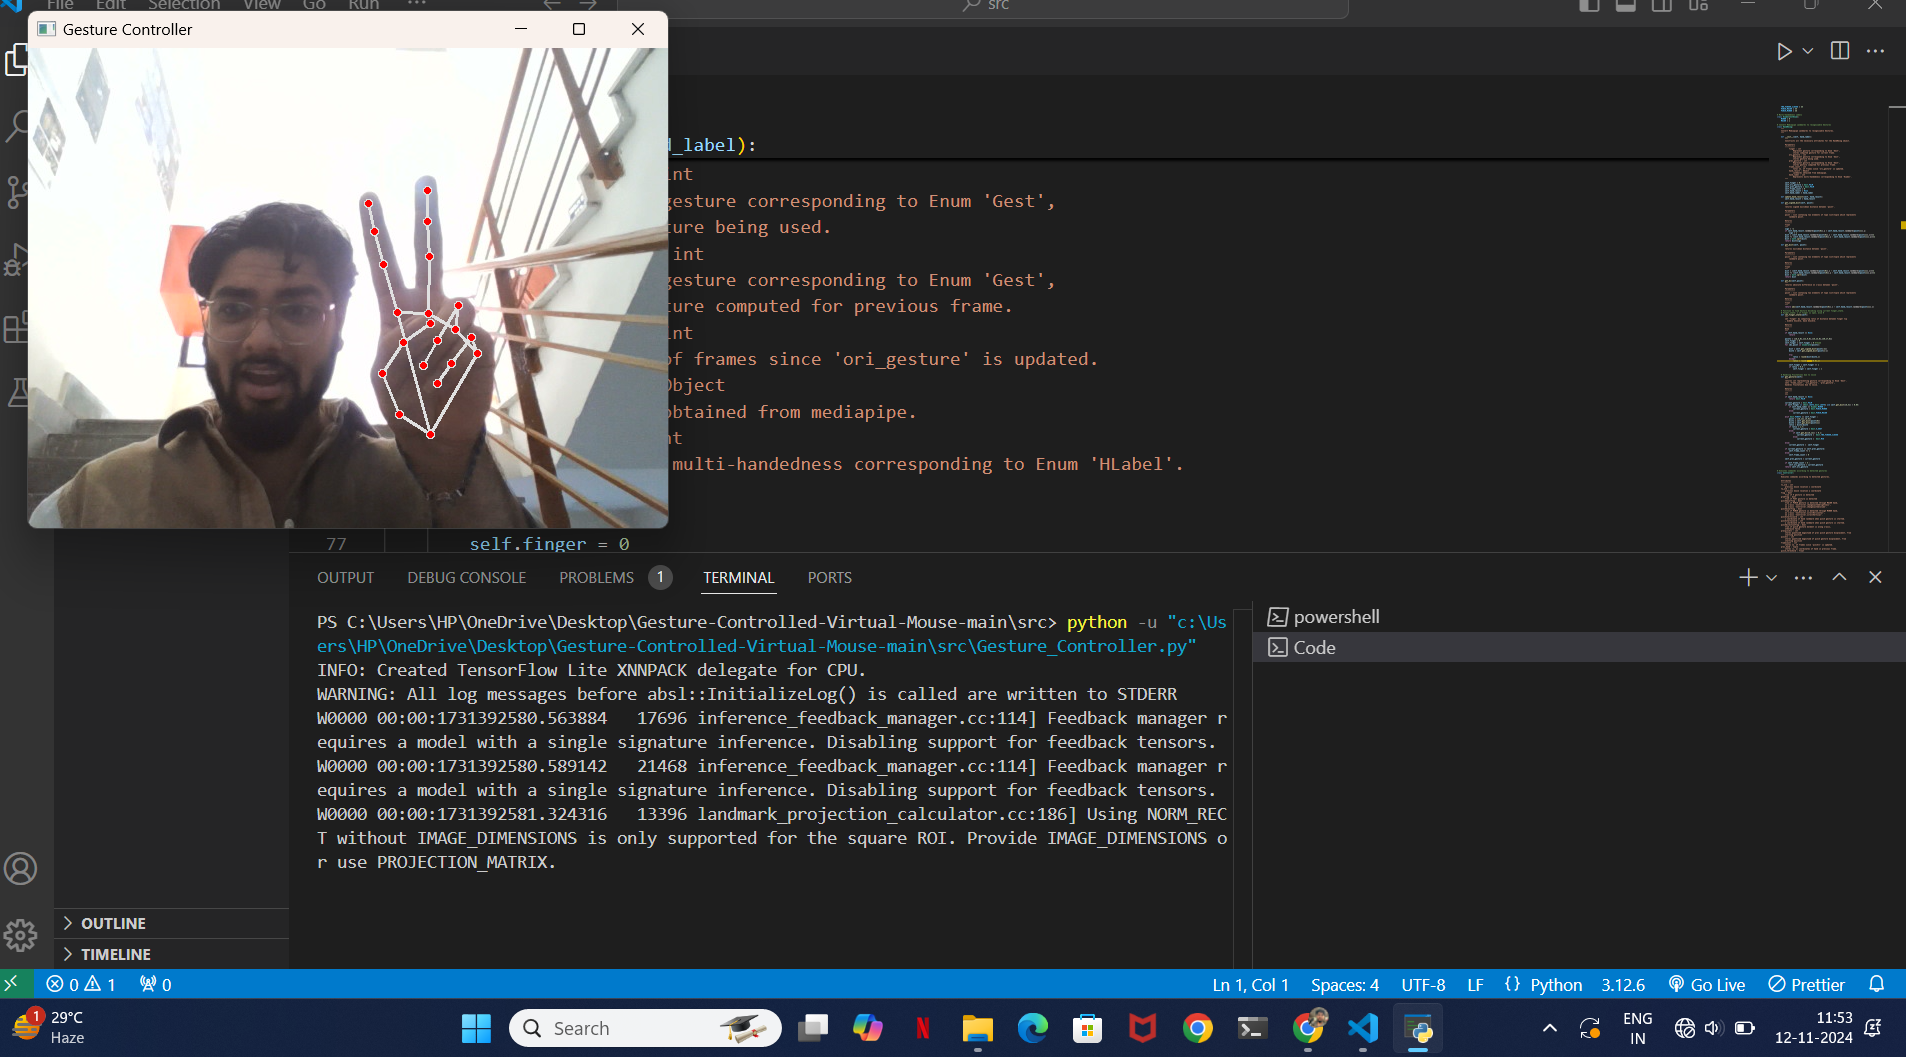 File Edit Selection View Go Run ...
src
Gesture Controller
d_label):
int
gesture corresponding to Enum 'Gest',
ture being used.
int
gesture corresponding to Enum 'Gest',
ture computed for previous frame.
int
of frames since 'ori_gesture' is updated.
Object
obtained from mediapipe.
nt
multi-handedness corresponding to Enum 'HLabel'.
77 self.finger = 0
OUTPUT DEBUG CONSOLE PROBLEMS 1 TERMINAL PORTS
PS C:\Users\HP\OneDrive\Desktop\Gesture-Controlled-Virtual-Mouse-main\src> python -u "c:\Us
ers\HP\OneDrive\Desktop\Gesture-Controlled-Virtual-Mouse-main\src\Gesture_Controller.py"
INFO: Created TensorFlow Lite XNNPACK delegate for CPU.
WARNING: All log messages before absl::InitializeLog() is called are written to STDERR
W0000 00:00:1731392580.563884   17696 inference_feedback_manager.cc:114] Feedback manager r
equires a model with a single signature inference. Disabling support for feedback tensors.
W0000 00:00:1731392580.589142   21468 inference_feedback_manager.cc:114] Feedback manager r
equires a model with a single signature inference. Disabling support for feedback tensors.
W0000 00:00:1731392581.324316   13396 landmark_projection_calculator.cc:186] Using NORM_REC
T without IMAGE_DIMENSIONS is only supported for the square ROI. Provide IMAGE_DIMENSIONS o
r use PROJECTION_MATRIX.
powershell
Code
OUTLINE
TIMELINE
0 1 0
Ln 1, Col 1 Spaces: 4 UTF-8 LF {} Python 3.12.6 Go Live Prettier
1 29°C
Haze
Search
ENG
IN
11:53
12-11-2024